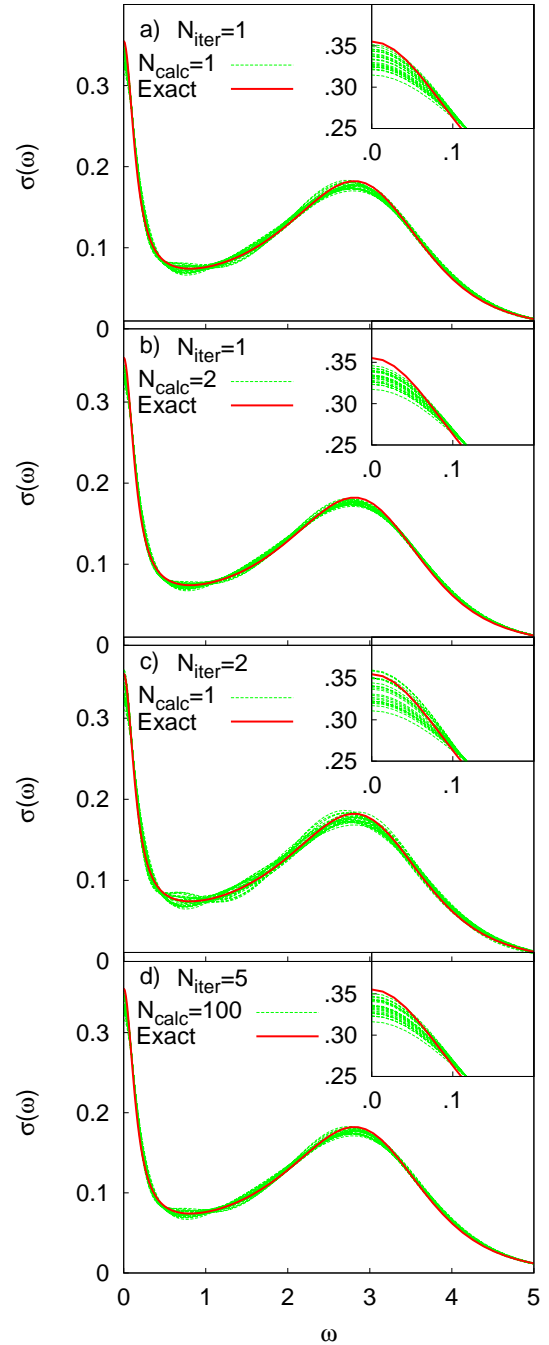 a) N_iter=1
N_calc=1
Exact
.35
.30
.25
.0 .1
0.3
0.2
0.1
0
σ(ω)
b) N_iter=1
N_calc=2
Exact
.35
.30
.25
.0 .1
0.3
0.2
0.1
0
σ(ω)
c) N_iter=2
N_calc=1
Exact
.35
.30
.25
.0 .1
0.3
0.2
0.1
0
σ(ω)
d) N_iter=5
N_calc=100
Exact
.35
.30
.25
.0 .1
0.3
0.2
0.1
0
σ(ω)
0 1 2 3 4 5
ω